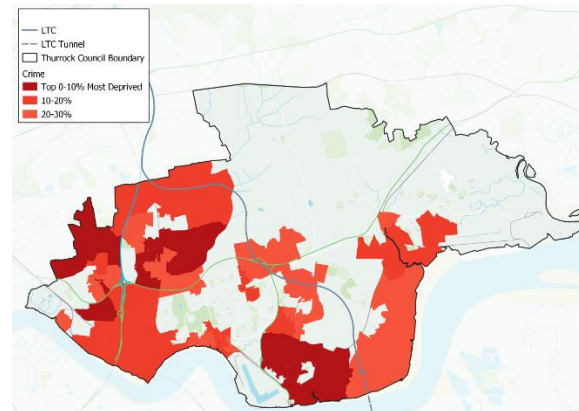 LTC
LTC Tunnel
Thurrock Council Boundary
Crime
Top 0-10% Most Deprived
10-20%
20-30%